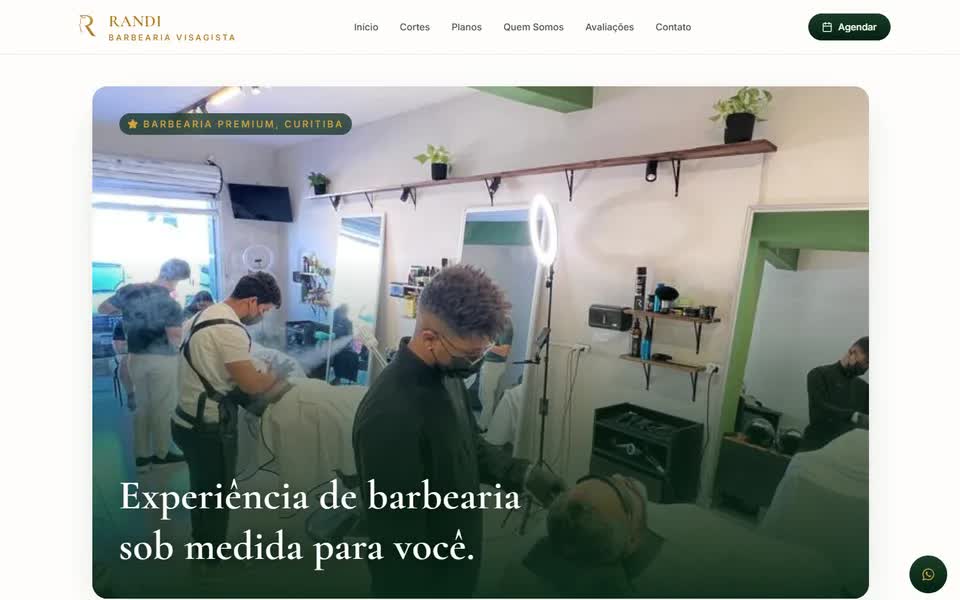 RANDI
BARBEARIA VISAGISTA
Início
Cortes
Planos
Quem Somos
Avaliações
Contato
Agendar
BARBEARIA PREMIUM, CURITIBA
Experiência de barbearia
sob medida para você.